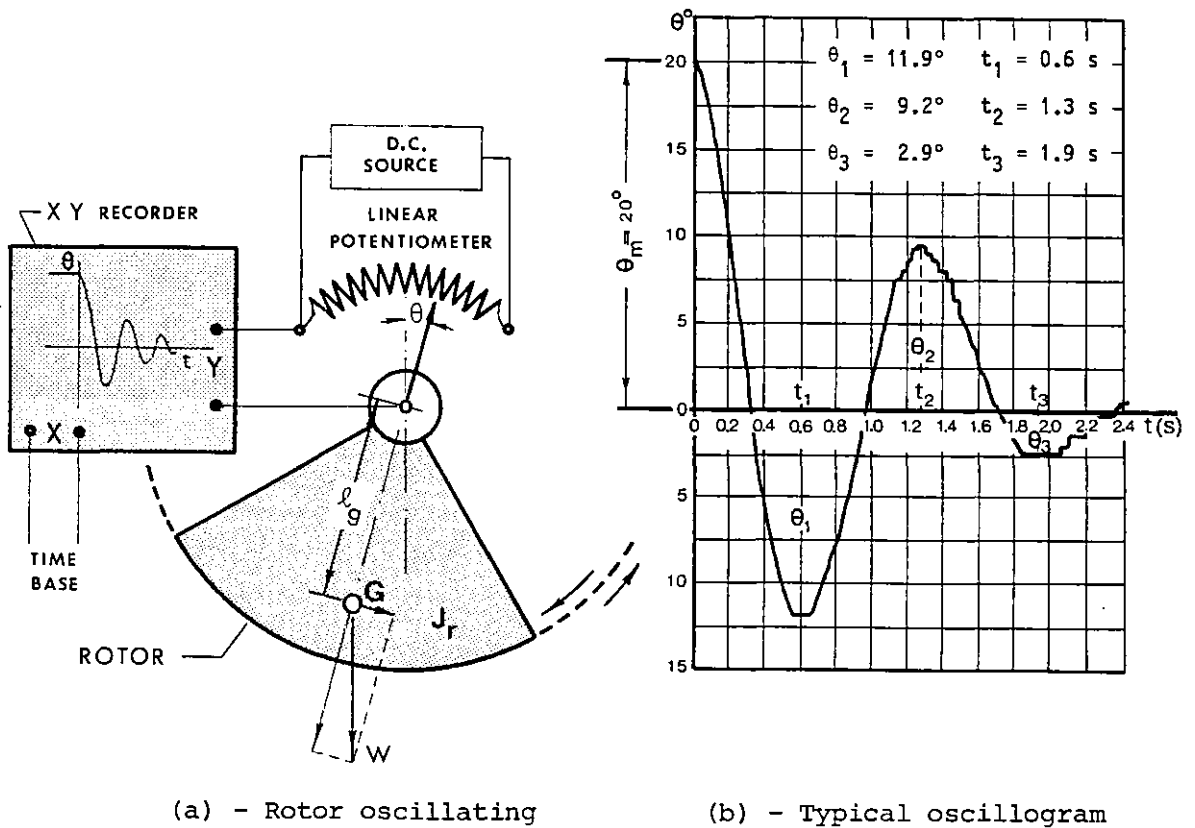 X Y RECORDER
θ
t
Y
X
TIME
BASE
D.C.
SOURCE
LINEAR
POTENTIOMETER
θ
ℓg
G
Jr
ROTOR
W
(a) - Rotor oscillating
θ°
θ1 = 11.9° t1 = 0.6 s
θ2 = 9.2° t2 = 1.3 s
θ3 = 2.9° t3 = 1.9 s
θm = 20°
20
15
10
5
0
5
10
15
θ2
t1 t2 t3
0 0.2 0.4 0.6 0.8 1.0 1.2 1.4 1.6 1.8 2.0 2.2 2.4 t(s)
θ3
θ1
(b) - Typical oscillogram